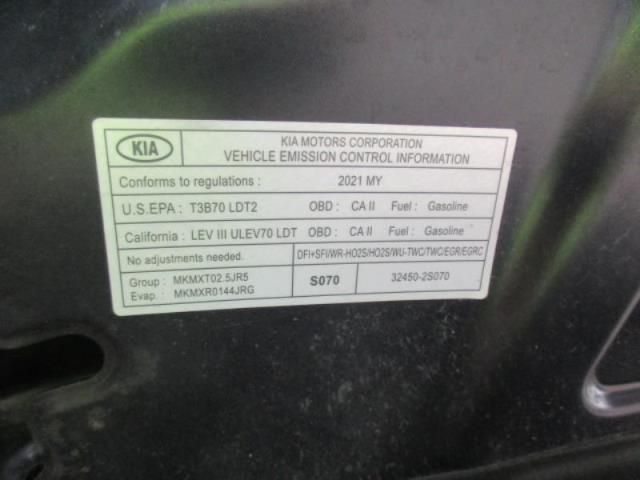 KIA
KIA MOTORS CORPORATION
VEHICLE EMISSION CONTROL INFORMATION
Conforms to regulations : 2021 MY
U.S.EPA : T3B70 LDT2 OBD : CA II Fuel : Gasoline
California : LEV III ULEV70 LDT OBD : CA II Fuel : Gasoline
No adjustments needed. DFI+SFI/WR-HO2S/HO2S/WU-TWC/TWC/EGR/EGRC
Group : MKMXT02.5JR5
Evap. : MKMXR0144JRG
S070 32450-2S070